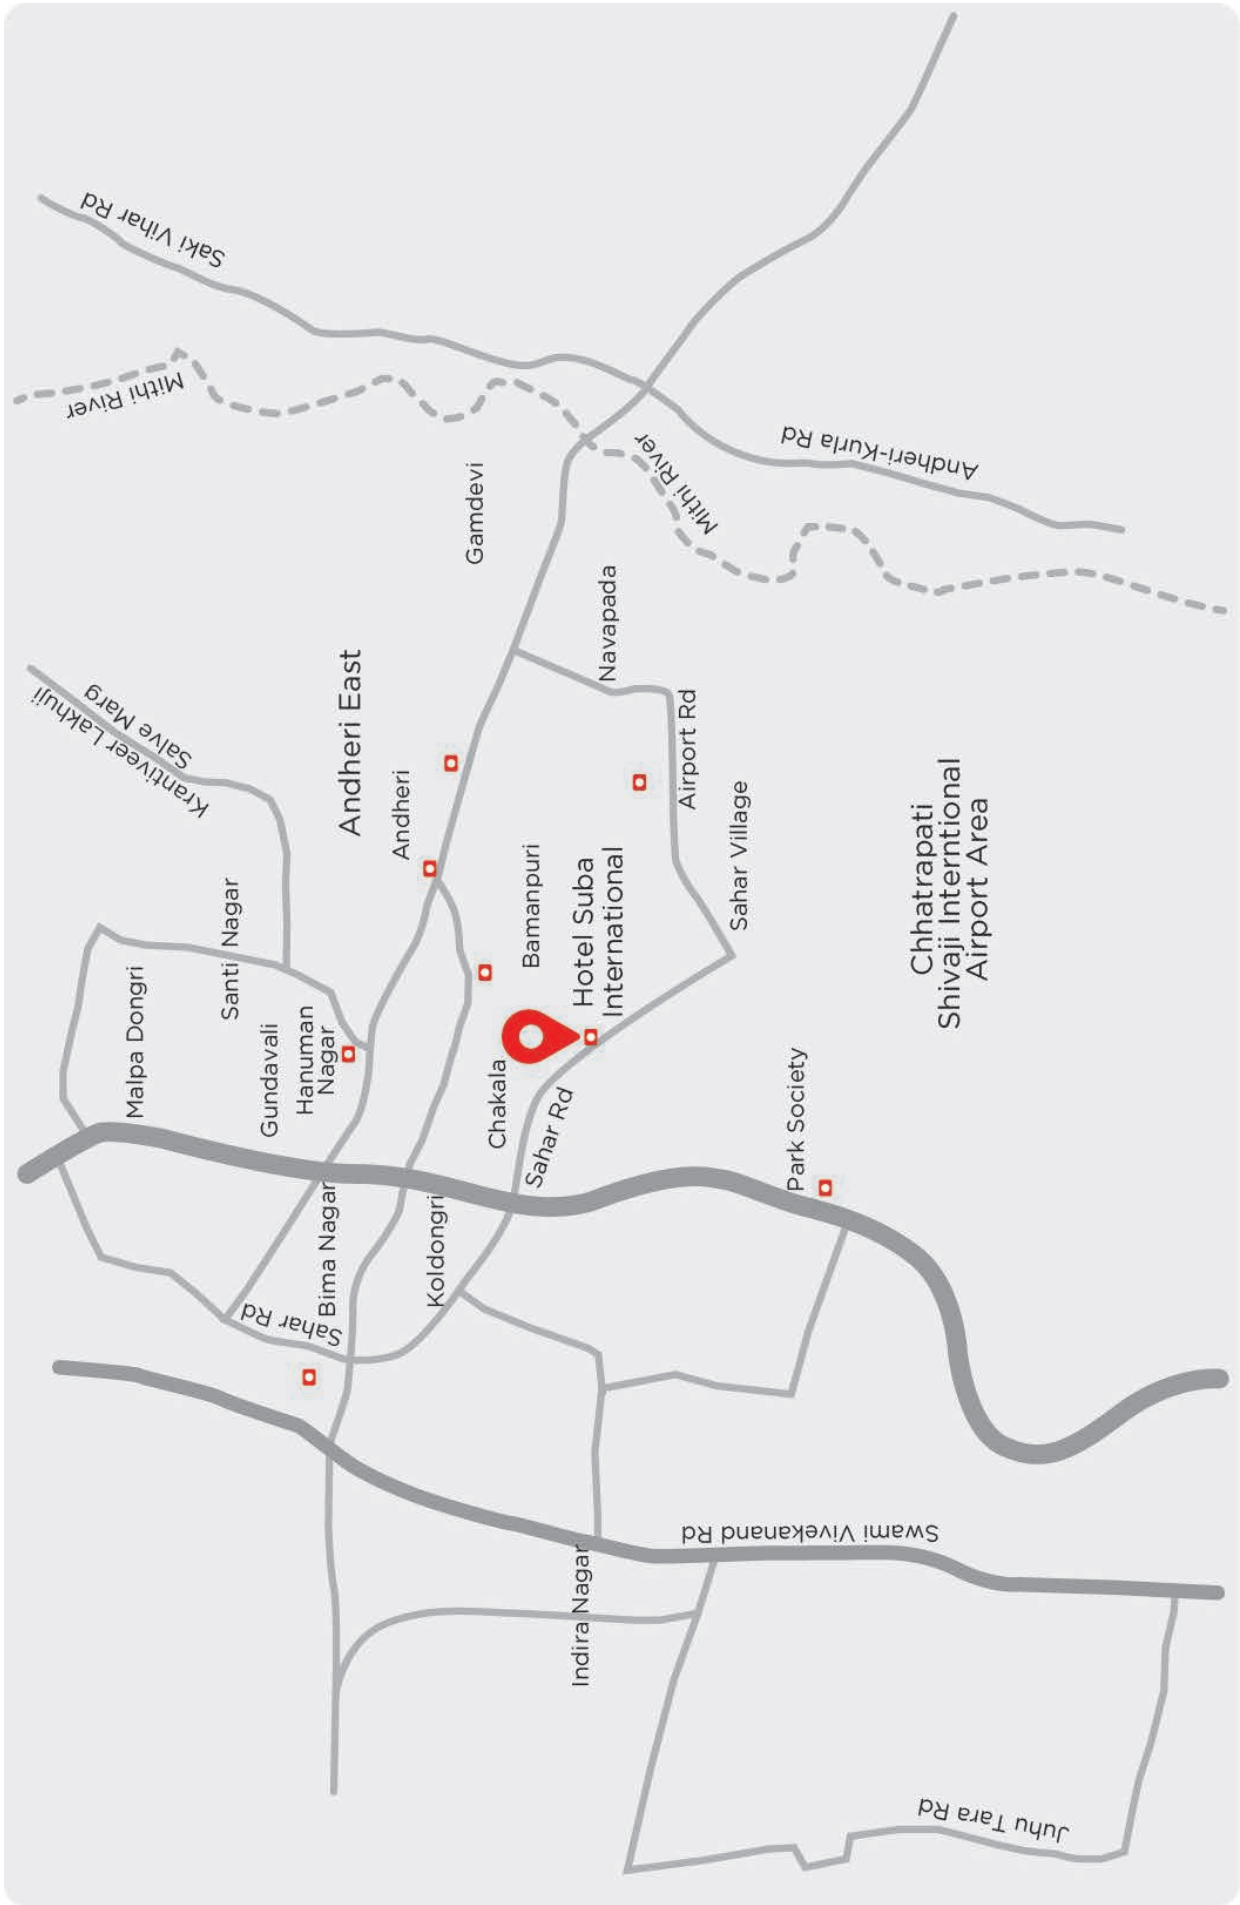 Saki Vihar Rd
Mithi River
Mithi River
Andheri-Kurla Rd
Gamdevi
Navapada
Krantiveer Lakhuji
Salve Marg
Andheri East
Andheri
Airport Rd
Sahar Village
Bamanpuri
Hotel Suba
International
Chhatrapati
Shivaji Interntional
Airport Area
Santi Nagar
Malpa Dongri
Gundavali
Hanuman
Nagar
Chakala
Sahar Rd
Park Society
Bima Nagar
Koldongri
Sahar Rd
Swami Vivekanand Rd
Indira Nagar
Juhu Tara Rd